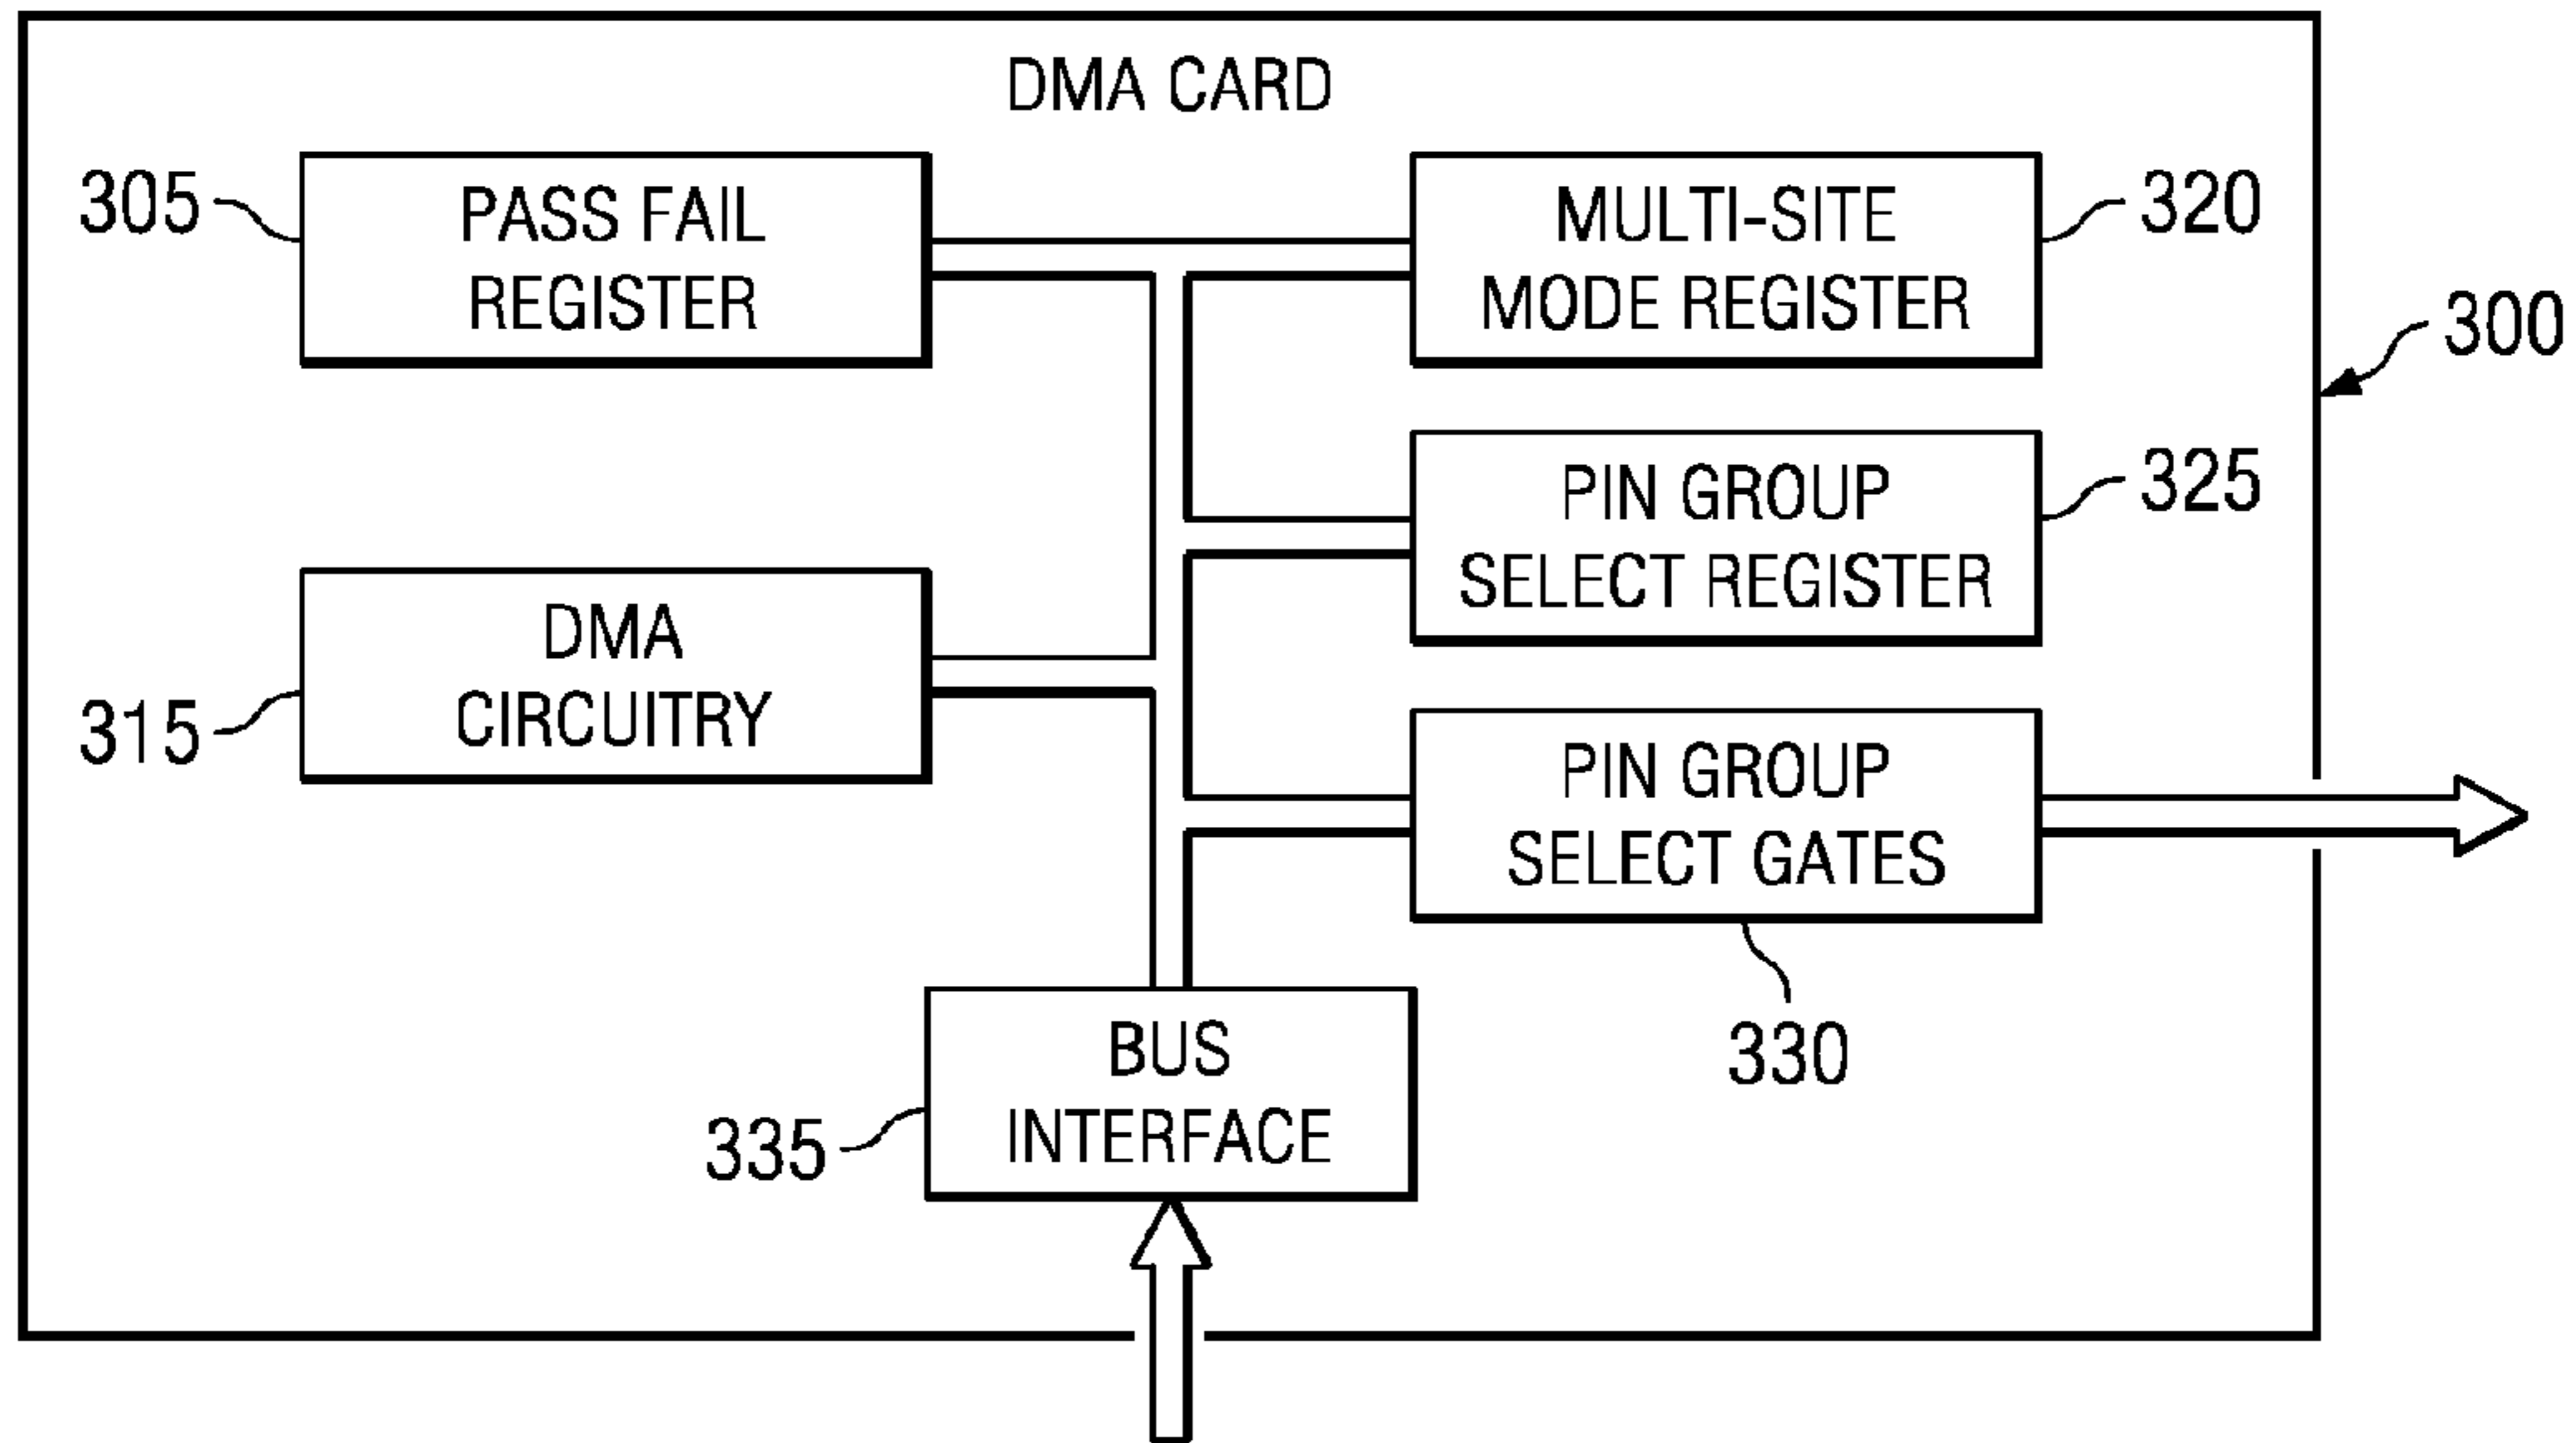 DMA CARD
305
PASS FAIL
REGISTER
MULTI-SITE
MODE REGISTER
320
300
PIN GROUP
SELECT REGISTER
325
DMA
CIRCUITRY
315
PIN GROUP
SELECT GATES
330
BUS
INTERFACE
335